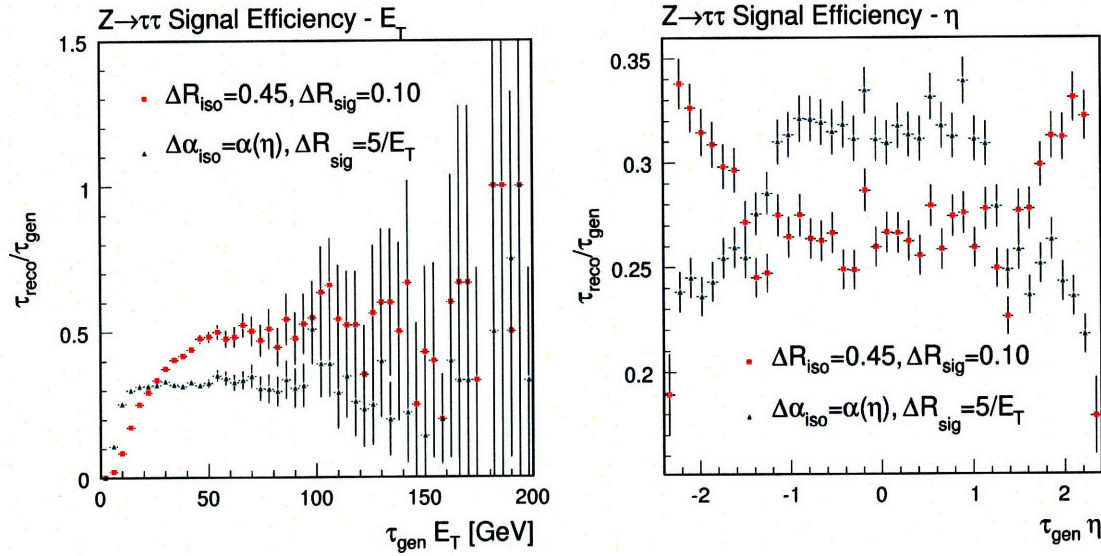 Z→ττ Signal Efficiency - E_T
1.5
1
0.5
0
ΔR_iso=0.45, ΔR_sig=0.10
Δα_iso=α(η), ΔR_sig=5/E_T
τ_reco/τ_gen
0 50 100 150 200
τ_gen E_T [GeV]
Z→ττ Signal Efficiency - η
0.35
0.3
0.25
0.2
τ_reco/τ_gen
ΔR_iso=0.45, ΔR_sig=0.10
Δα_iso=α(η), ΔR_sig=5/E_T
-2 -1 0 1 2
τ_gen η